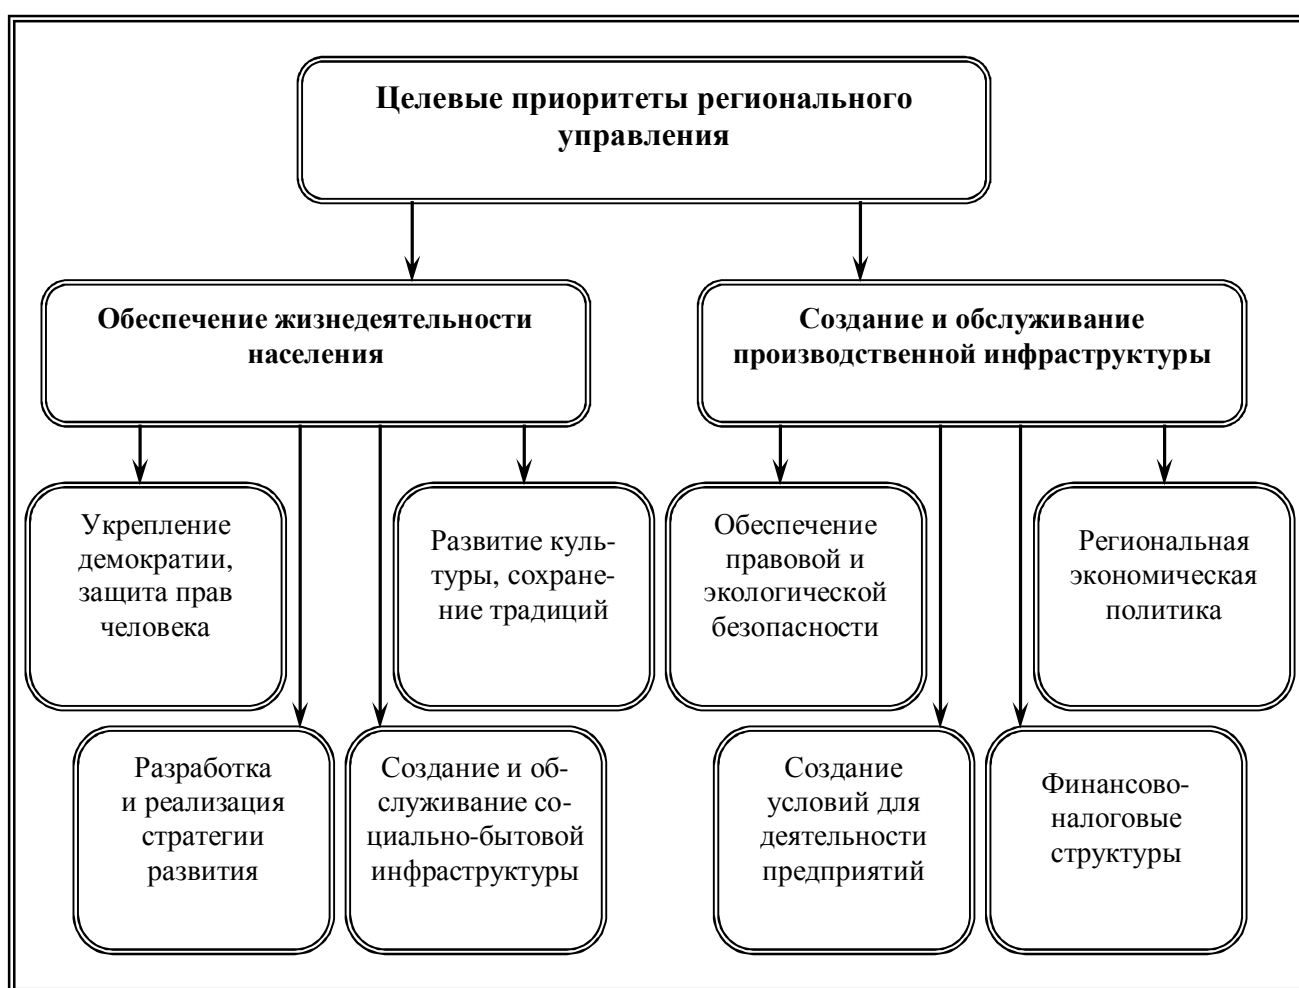 Целевые приоритеты регионального
управления
Обеспечение жизнедеятельности
населения
Создание и обслуживание
производственной инфраструктуры
Укрепление
демократии,
защита прав
человека
Развитие куль-
туры, сохране-
ние традиций
Обеспечение
правовой и
экологической
безопасности
Региональная
экономическая
политика
Разработка
и реализация
стратегии
развития
Создание и об-
служивание со-
циально-бытовой
инфраструктуры
Создание
условий для
деятельности
предприятий
Финансово-
налоговые
структуры